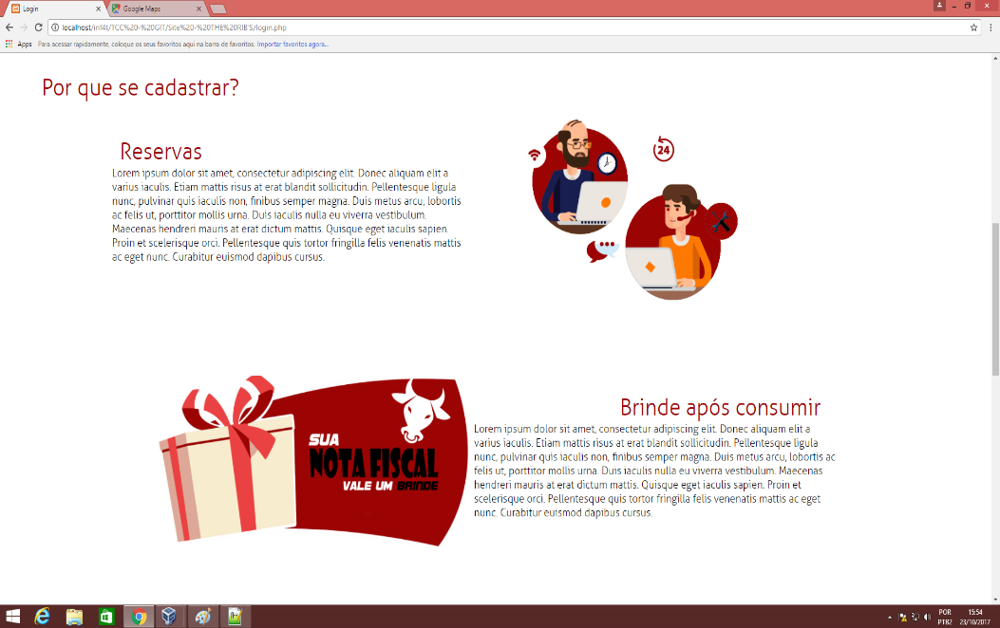 Login
Google Maps
localhost/inf4t/TCC%20-%20GIT/Site%20-%20THE%20RIB'S/login.php
Apps Para acessar rapidamente, coloque os seus favoritos aqui na barra de favoritos. Importar favoritos agora...
Por que se cadastrar?
Reservas
Lorem ipsum dolor sit amet, consectetur adipiscing elit. Donec aliquam elit a
varius iaculis. Etiam mattis risus at erat blandit sollicitudin. Pellentesque ligula
nunc, pulvinar quis iaculis non, finibus semper magna. Duis metus arcu, lobortis
ac felis ut, porttitor mollis urna. Duis iaculis nulla eu viverra vestibulum.
Maecenas hendreri mauris at erat dictum mattis. Quisque eget iaculis sapien.
Proin et scelerisque orci. Pellentesque quis tortor fringilla felis venenatis mattis
ac eget nunc. Curabitur euismod dapibus cursus.
24
SUA
NOTA FISCAL
VALE UM BRINDE
Brinde após consumir
Lorem ipsum dolor sit amet, consectetur adipiscing elit. Donec aliquam elit a
varius iaculis. Etiam mattis risus at erat blandit sollicitudin. Pellentesque ligula
nunc, pulvinar quis iaculis non, finibus semper magna. Duis metus arcu, lobortis ac
felis ut, porttitor mollis urna. Duis iaculis nulla eu viverra vestibulum. Maecenas
hendreri mauris at erat dictum mattis. Quisque eget iaculis sapien. Proin et
scelerisque orci. Pellentesque quis tortor fringilla felis venenatis mattis ac eget
nunc. Curabitur euismod dapibus cursus.
POR
PTB2
15:54
23/10/2017